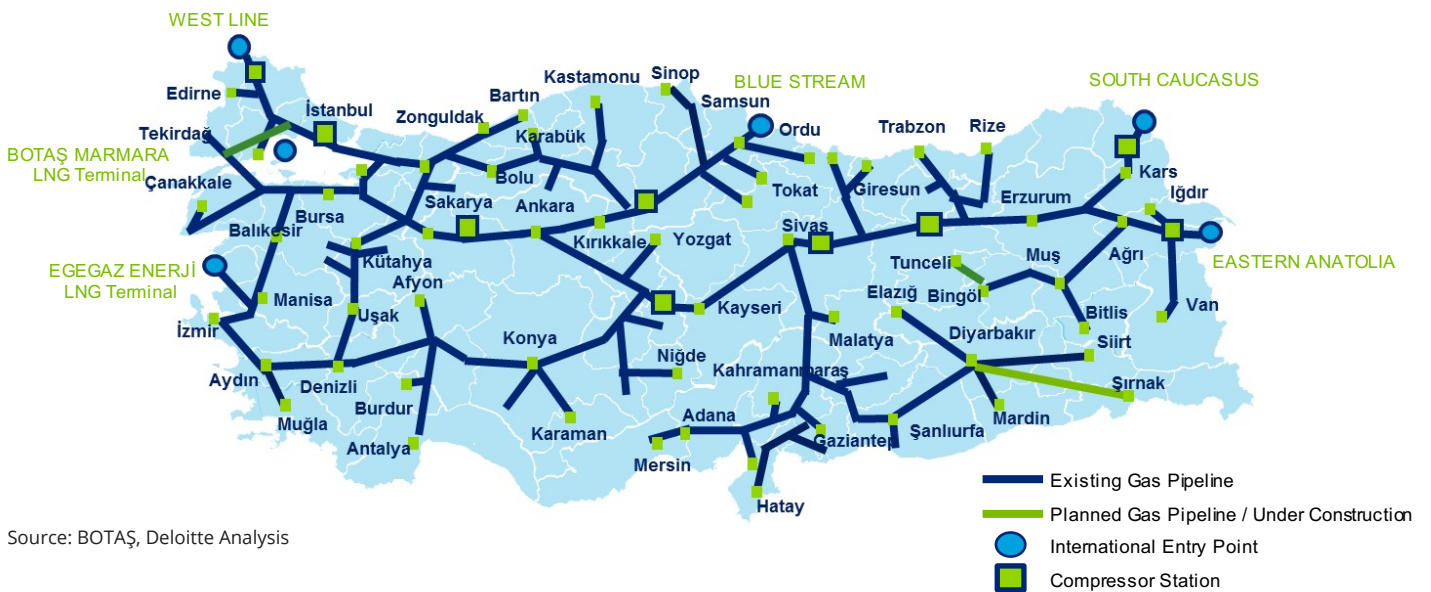 WEST LINE
Edirne
İstanbul
Tekirdağ
BOTAŞ MARMARA
LNG Terminal
Çanakkale
Zonguldak
Bartın
Kastamonu
Sinop
Karabük
Samsun
BLUE STREAM
Ordu
Trabzon
Rize
SOUTH CAUCASUS
Kars
Iğdır
Bolu
Sakarya
Ankara
Tokat
Giresun
Erzurum
Bursa
Balıkesir
Kırıkkale
Yozgat
Sivas
EGEGAZ ENERJİ
LNG Terminal
Kütahya
Afyon
Tunceli
Muş
Ağrı
EASTERN ANATOLIA
Manisa
Uşak
Kayseri
Elazığ
Bingöl
Bitlis
Van
İzmir
Konya
Malatya
Diyarbakır
Siirt
Niğde
Kahramanmaraş
Aydın
Denizli
Şırnak
Burdur
Muğla
Karaman
Adana
Mardin
Antalya
Gaziantep
Şanlıurfa
Mersin
Hatay
Existing Gas Pipeline
Planned Gas Pipeline / Under Construction
International Entry Point
Compressor Station
Source: BOTAŞ, Deloitte Analysis